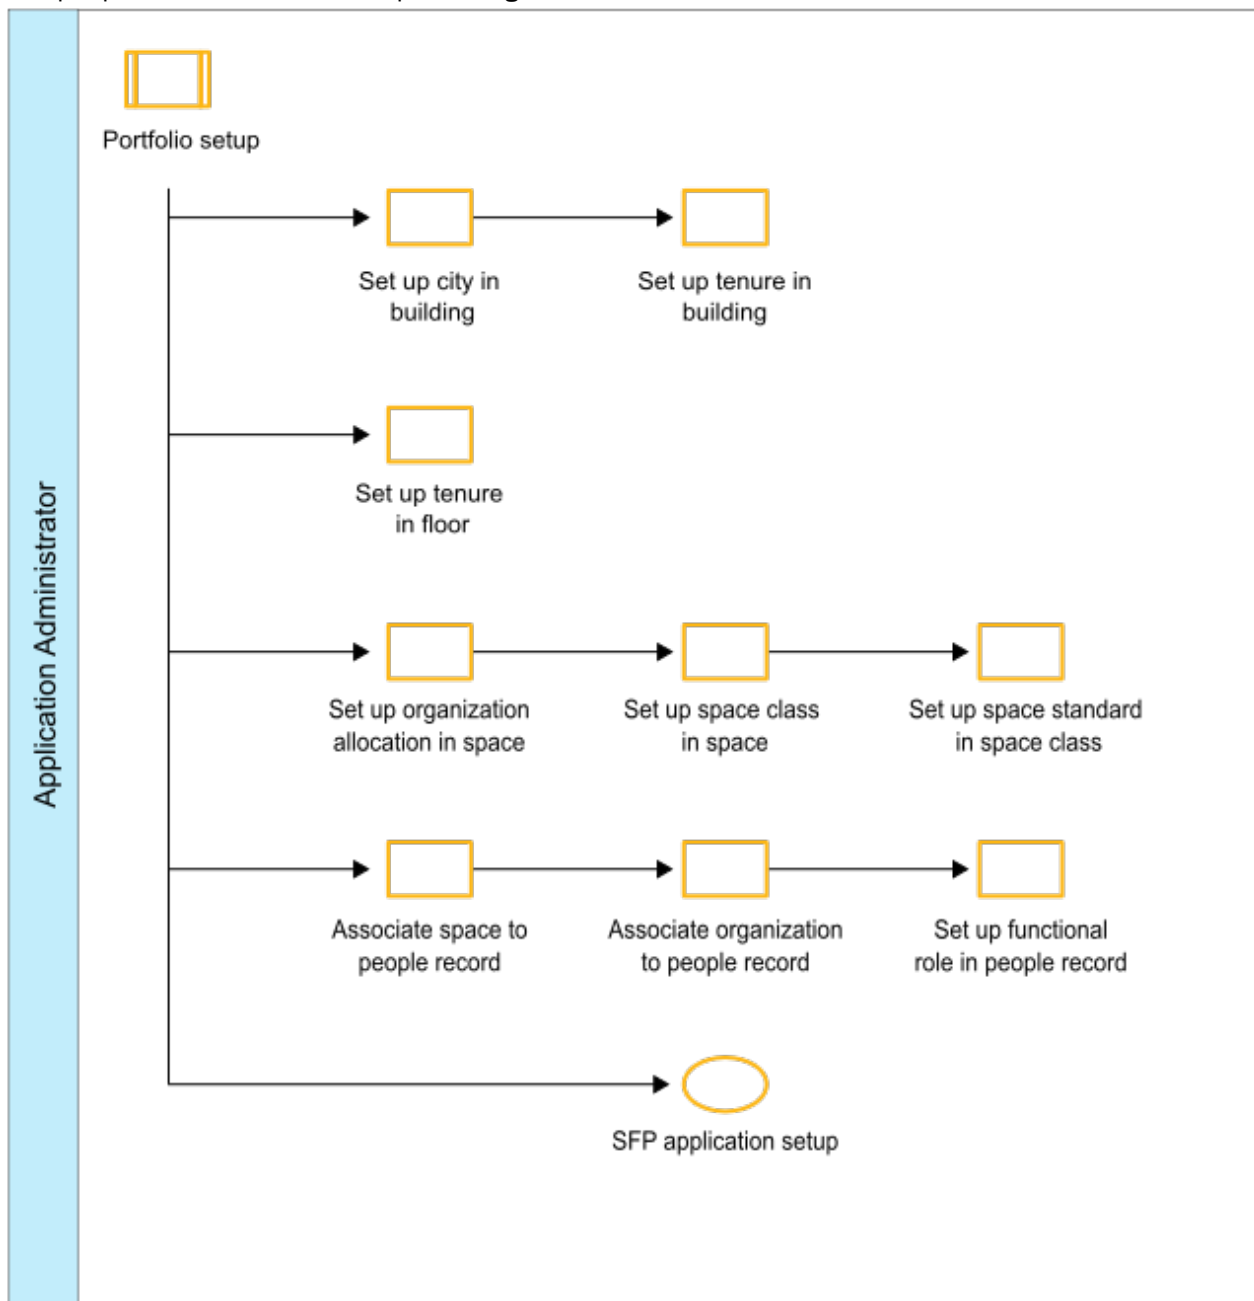 Application Administrator
Portfolio setup
Set up city in
building
Set up tenure in
building
Set up tenure
in floor
Set up organization
allocation in space
Set up space class
in space
Set up space standard
in space class
Associate space to
people record
Associate organization
to people record
Set up functional
role in people record
SFP application setup